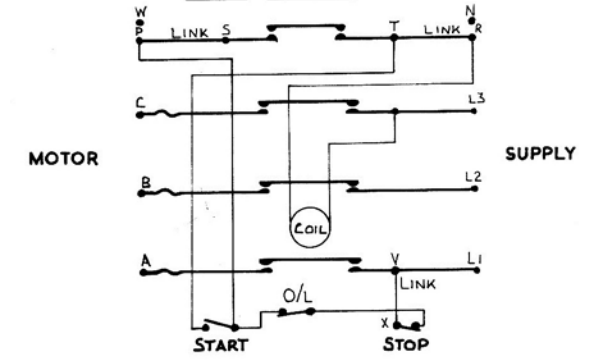 W N
P LINK S T LINK R
C L3
MOTOR SUPPLY
B L2
COIL
A V L1
LINK
O/L
X
START STOP